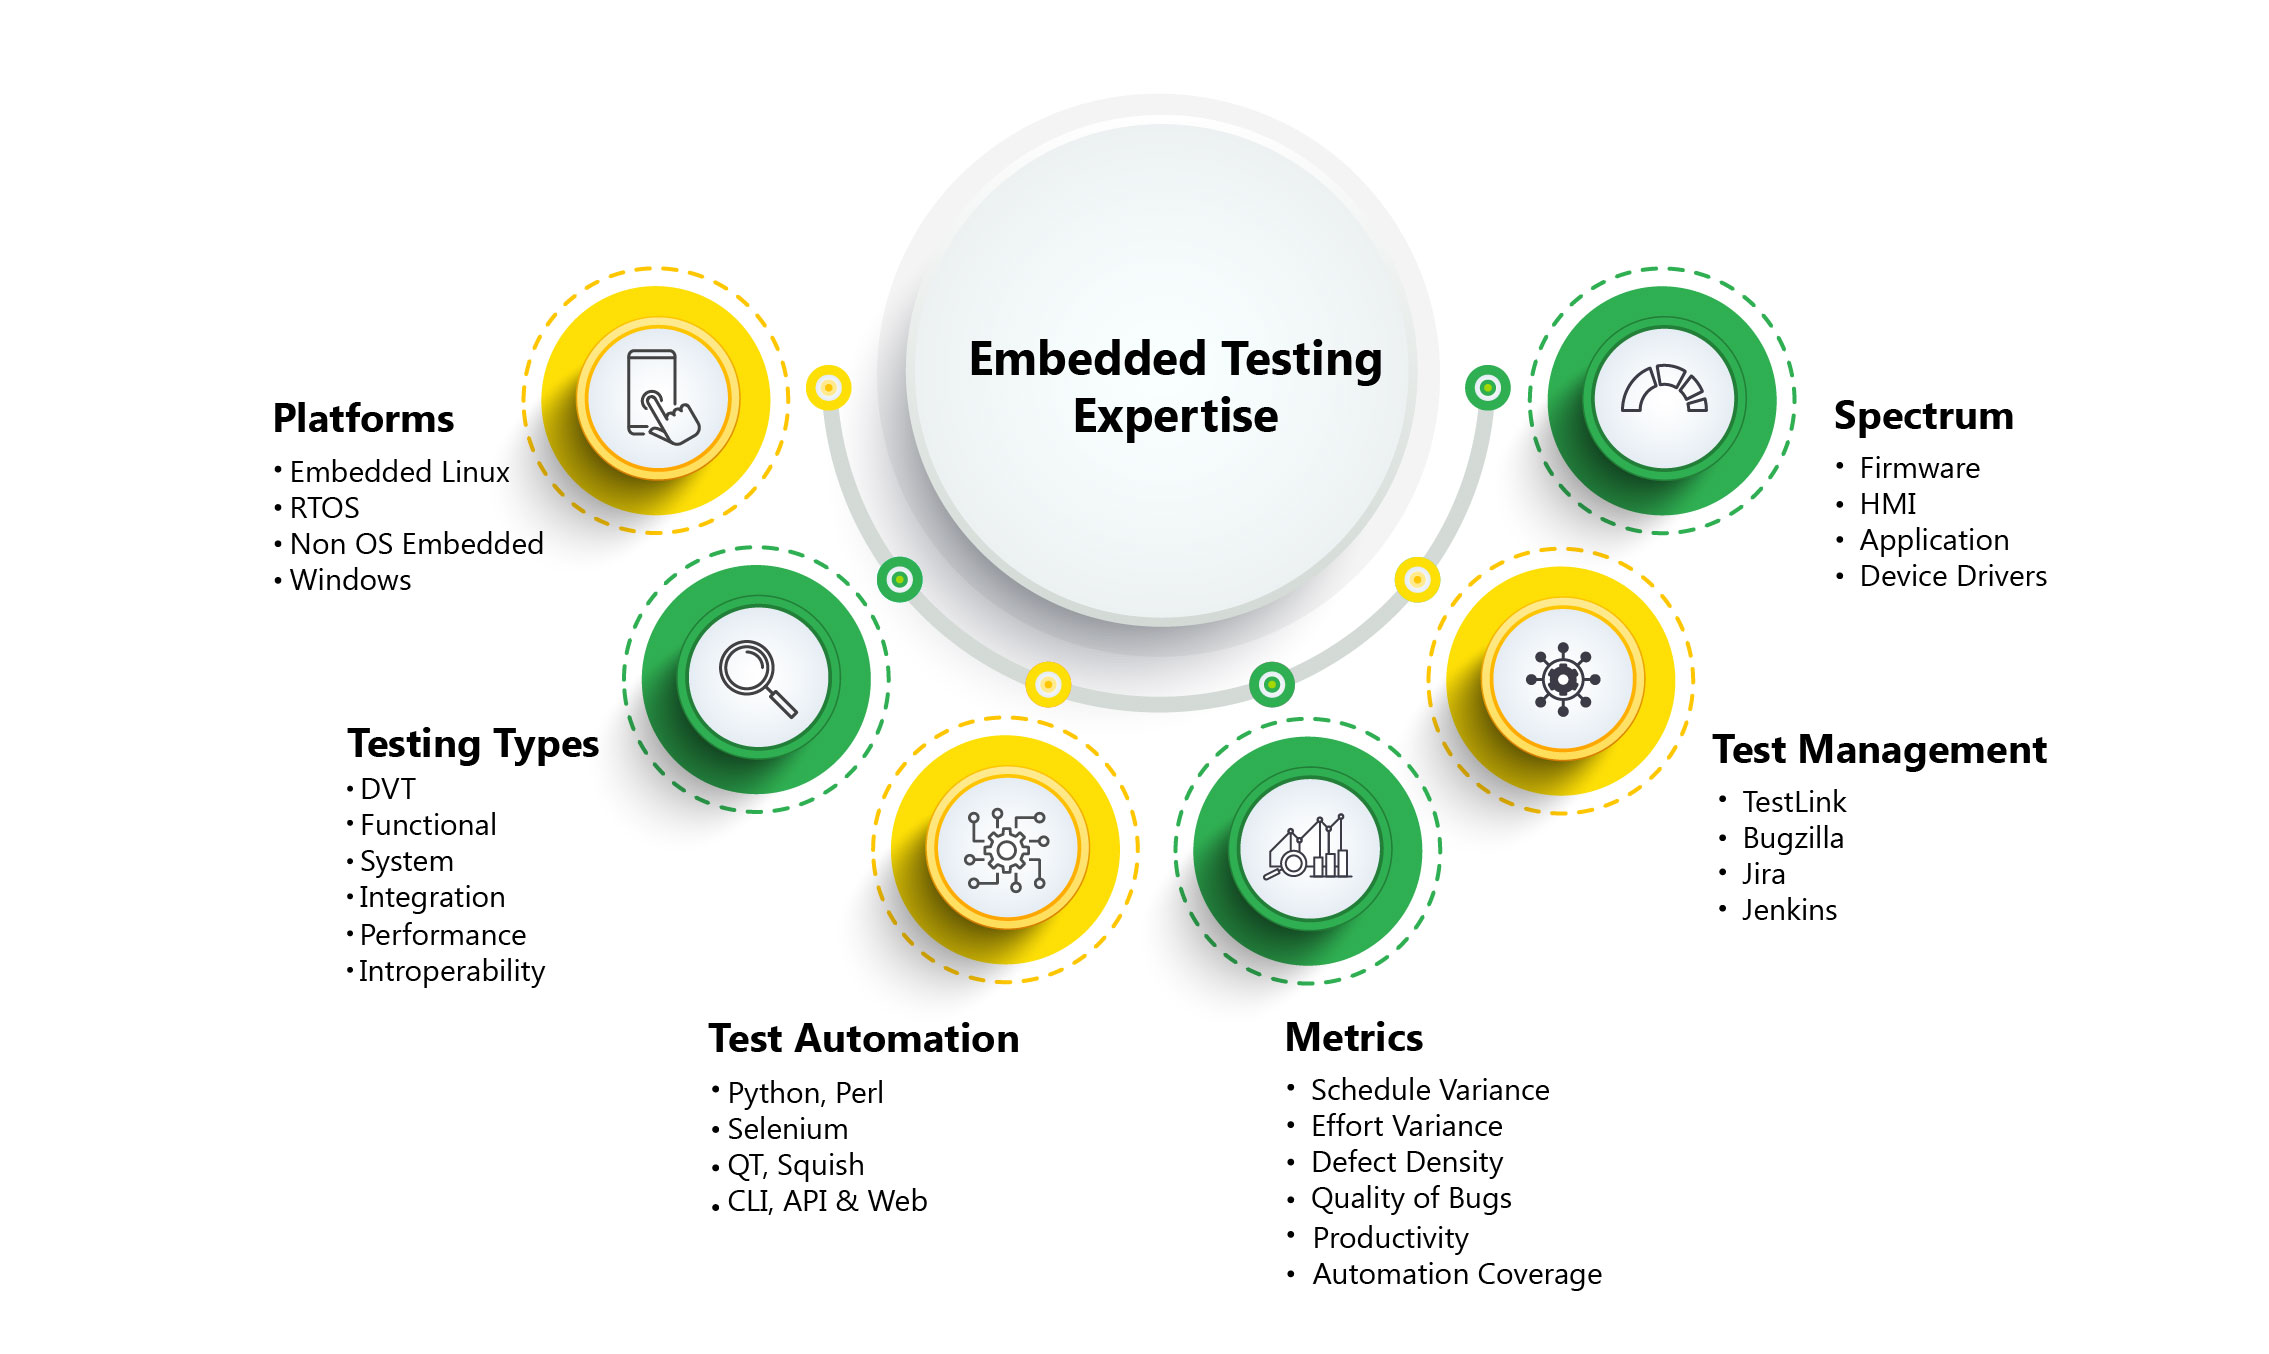 Embedded Testing
Expertise
Platforms
• Embedded Linux
• RTOS
• Non OS Embedded
• Windows
Testing Types
• DVT
• Functional
• System
• Integration
• Performance
• Introperability
Test Automation
• Python, Perl
• Selenium
• QT, Squish
• CLI, API & Web
Metrics
• Schedule Variance
• Effort Variance
• Defect Density
• Quality of Bugs
• Productivity
• Automation Coverage
Test Management
• TestLink
• Bugzilla
• Jira
• Jenkins
Spectrum
• Firmware
• HMI
• Application
• Device Drivers